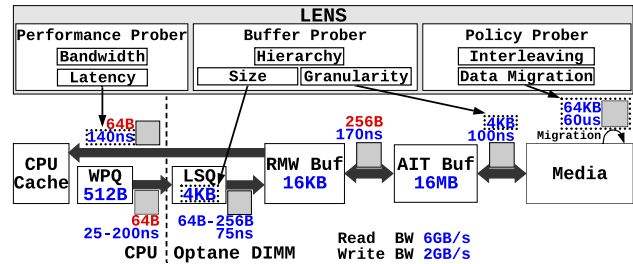 LENS
Performance Prober
Bandwidth
Latency
Buffer Prober
Hierarchy
Size
Granularity
Policy Prober
Interleaving
Data Migration
64B
140ns
256B
170ns
4KB
100ns
64KB
60us
Migration
CPU
Cache
WPQ
512B
LSQ
4KB
RMW Buf
16KB
AIT Buf
16MB
Media
64B
25-200ns
64B-256B
75ns
CPU
Optane DIMM
Read BW 6GB/s
Write BW 2GB/s